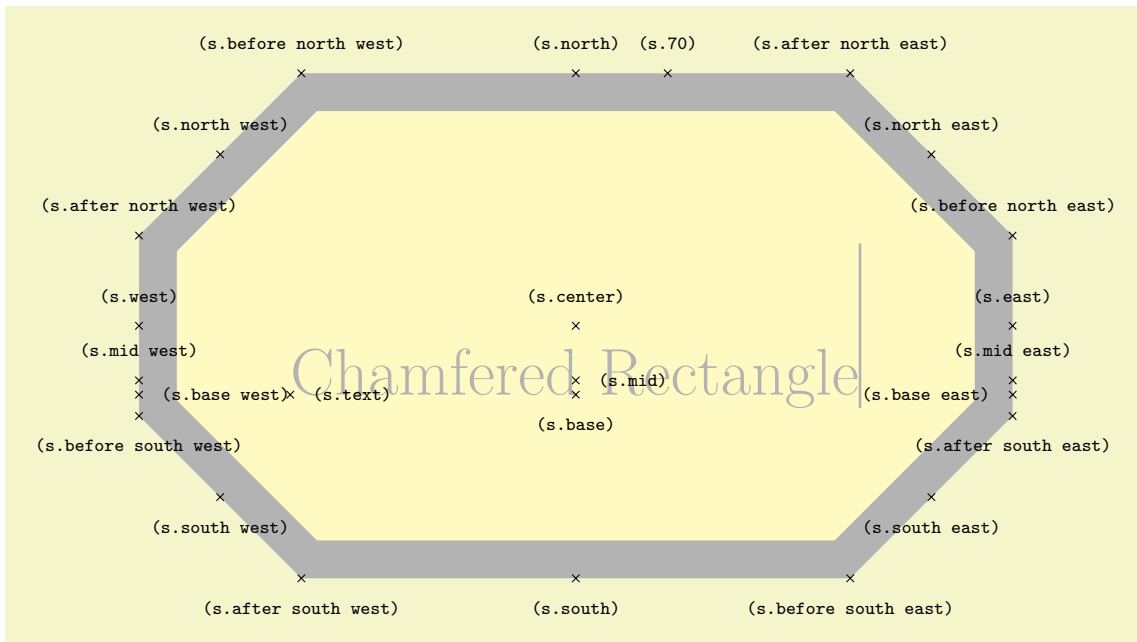 (s.before north west) (s.north) (s.70) (s.after north east)
(s.north west) (s.north east)
(s.after north west) (s.before north east)
(s.west) (s.center) (s.east)
(s.mid west) (s.mid east)
Chamfered Rectangle
(s.mid)
(s.base west) (s.text) (s.base east)
(s.base)
(s.before south west) (s.after south east)
(s.south west) (s.south east)
(s.after south west) (s.south) (s.before south east)